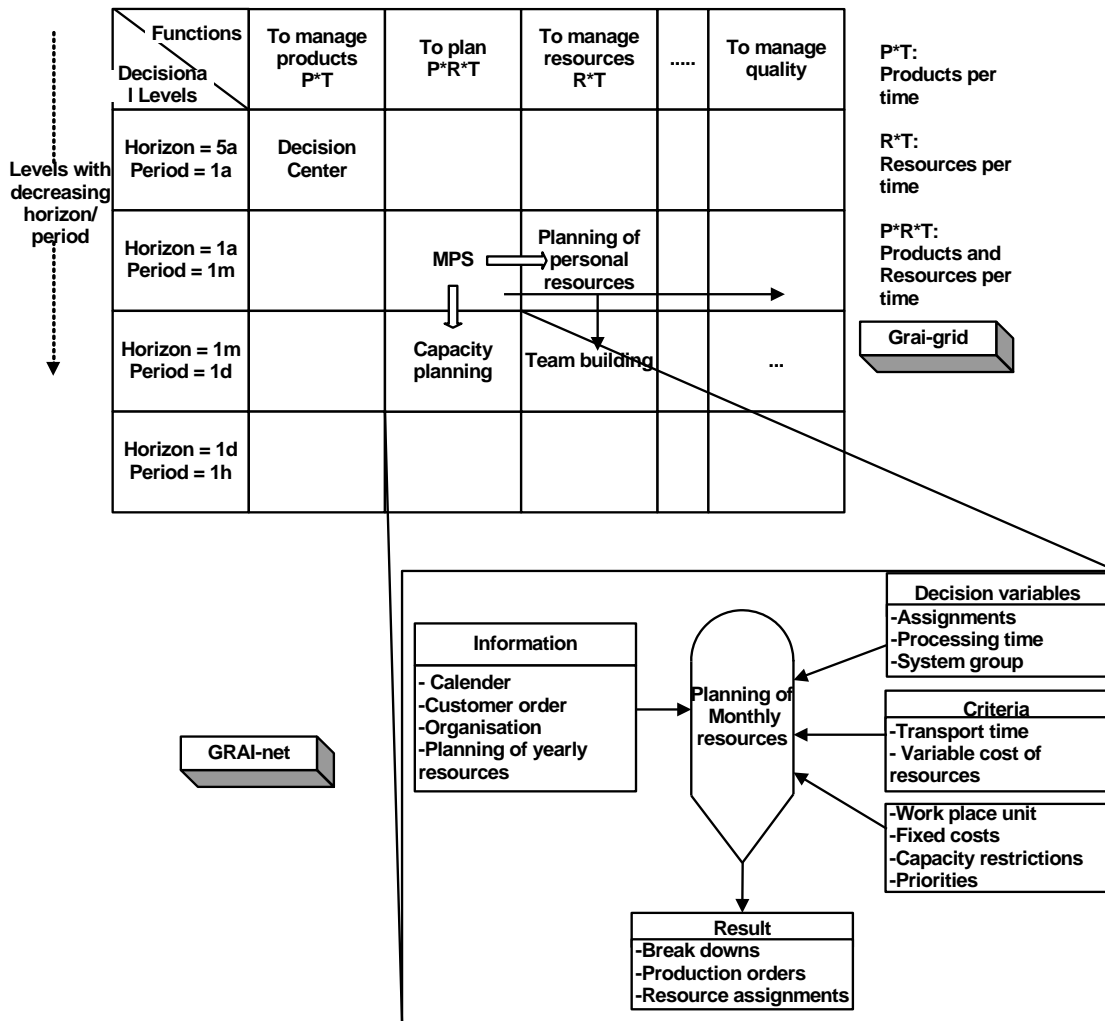 Functions
Decisiona
l Levels
To manage
products
P*T
To plan
P*R*T
To manage
resources
R*T
.....
To manage
quality
P*T:
Products per
time
R*T:
Resources per
time
P*R*T:
Products and
Resources per
time
Levels with
decreasing
horizon/
period
Horizon = 5a
Period = 1a
Decision
Center
Horizon = 1a
Period = 1m
MPS
Planning of
personal
resources
Horizon = 1m
Period = 1d
Capacity
planning
Team building
...
Grai-grid
Horizon = 1d
Period = 1h
GRAI-net
Information
- Calender
-Customer order
-Organisation
-Planning of yearly
resources
Planning of
Monthly
resources
Decision variables
-Assignments
-Processing time
-System group
Criteria
-Transport time
- Variable cost of
resources
-Work place unit
-Fixed costs
-Capacity restrictions
-Priorities
Result
-Break downs
-Production orders
-Resource assignments